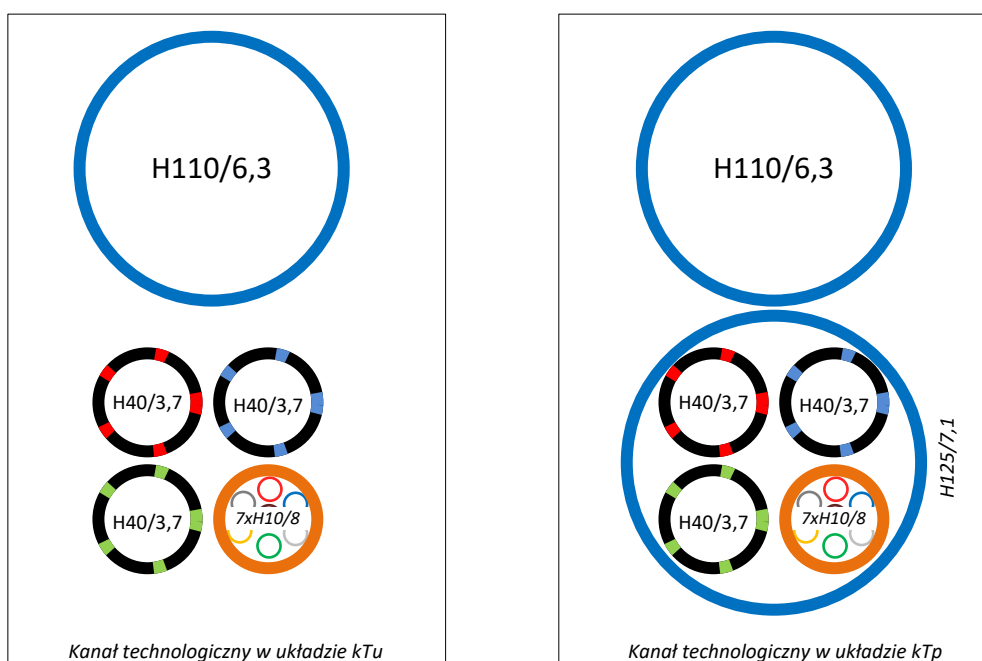 H110/6,3
H40/3,7
H40/3,7
H40/3,7
7xH10/8
Kanał technologiczny w układzie kTu
H110/6,3
H40/3,7
H40/3,7
H125/7,1
H40/3,7
7xH10/8
Kanał technologiczny w układzie kTp